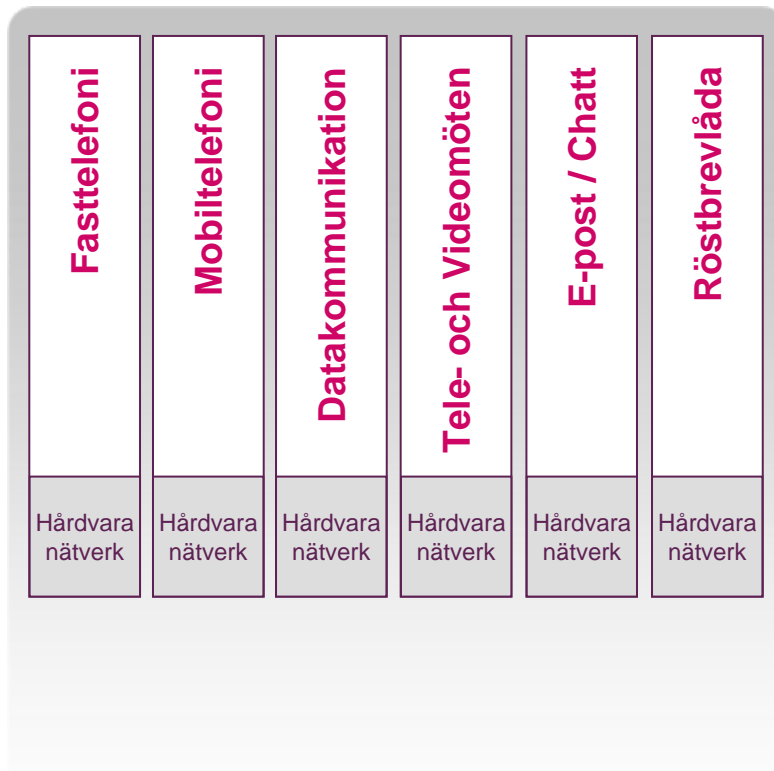 Fasttelefoni
Mobiltelefoni
Datakommunikation
Tele- och Videomöten
E-post / Chatt
Röstbrevlåda
Hårdvara
nätverk
Hårdvara
nätverk
Hårdvara
nätverk
Hårdvara
nätverk
Hårdvara
nätverk
Hårdvara
nätverk